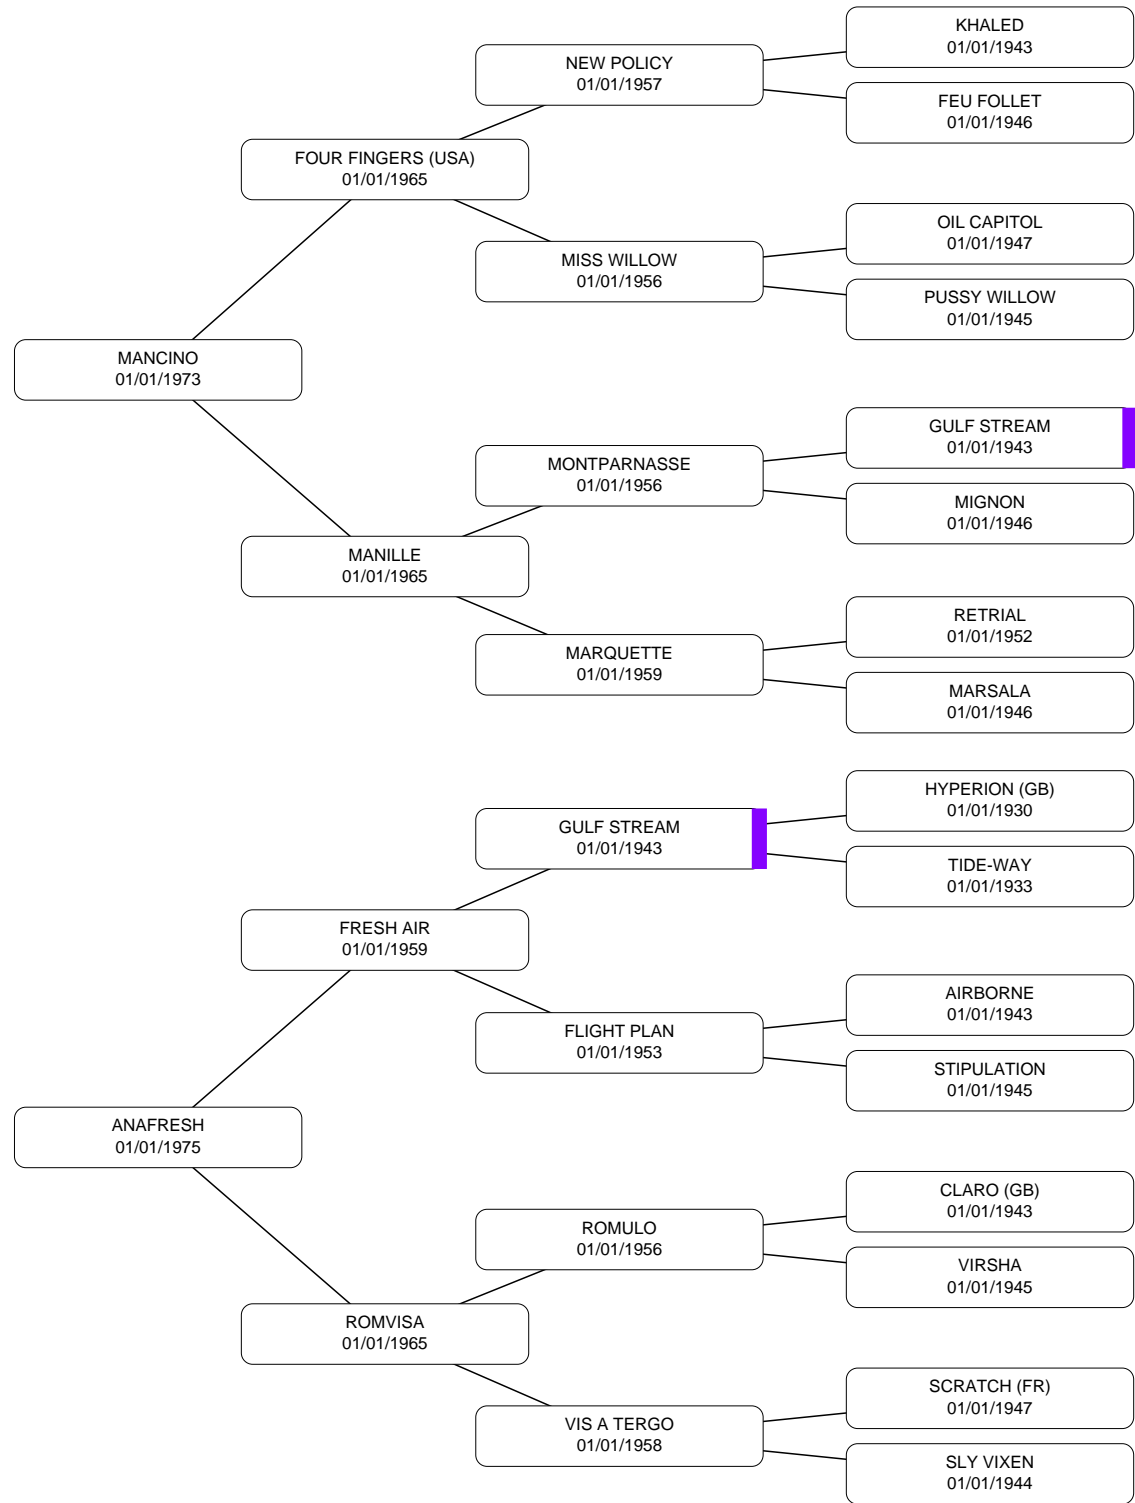 KHALED
01/01/1943
NEW POLICY
01/01/1957
FEU FOLLET
01/01/1946
FOUR FINGERS (USA)
01/01/1965
OIL CAPITOL
01/01/1947
MISS WILLOW
01/01/1956
PUSSY WILLOW
01/01/1945
MANCINO
01/01/1973
GULF STREAM
01/01/1943
MONTPARNASSE
01/01/1956
MIGNON
01/01/1946
MANILLE
01/01/1965
RETRIAL
01/01/1952
MARQUETTE
01/01/1959
MARSALA
01/01/1946
HYPERION (GB)
01/01/1930
GULF STREAM
01/01/1943
TIDE-WAY
01/01/1933
FRESH AIR
01/01/1959
AIRBORNE
01/01/1943
FLIGHT PLAN
01/01/1953
STIPULATION
01/01/1945
ANAFRESH
01/01/1975
CLARO (GB)
01/01/1943
ROMULO
01/01/1956
VIRSHA
01/01/1945
ROMVISA
01/01/1965
SCRATCH (FR)
01/01/1947
VIS A TERGO
01/01/1958
SLY VIXEN
01/01/1944